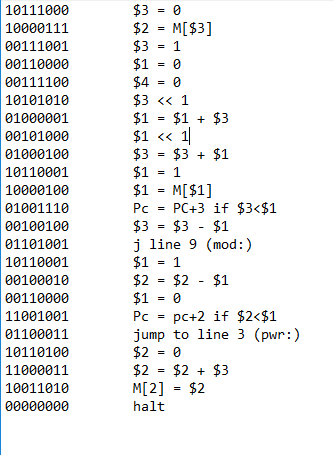 10111000 $3 = 0
10000111 $2 = M[$3]
00111001 $3 = 1
00110000 $1 = 0
00111100 $4 = 0
10101010 $3 << 1
01000001 $1 = $1 + $3
00101000 $1 << 1
01000100 $3 = $3 + $1
10110001 $1 = 1
10000100 $1 = M[$1]
01001110 Pc = PC+3 if $3<$1
00100100 $3 = $3 - $1
01101001 j line 9 (mod:)
10110001 $1 = 1
00100010 $2 = $2 - $1
00110000 $1 = 0
11001001 Pc = pc+2 if $2<$1
01100011 jump to line 3 (pwr:)
10110100 $2 = 0
11000011 $2 = $2 + $3
10011010 M[2] = $2
00000000 halt